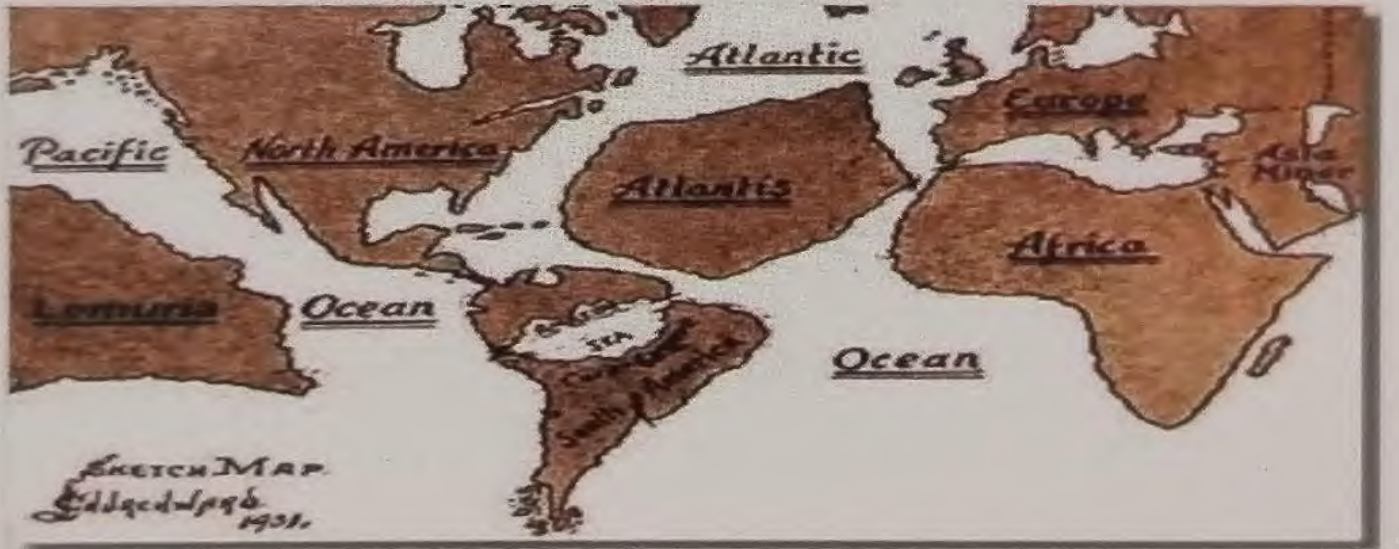 Atlantic
Europe
Pacific
North America
Atlantis
Asia
Minor
Africa
Lemuria
Ocean
SEA
South America
Ocean
SKETCH MAP
1931.